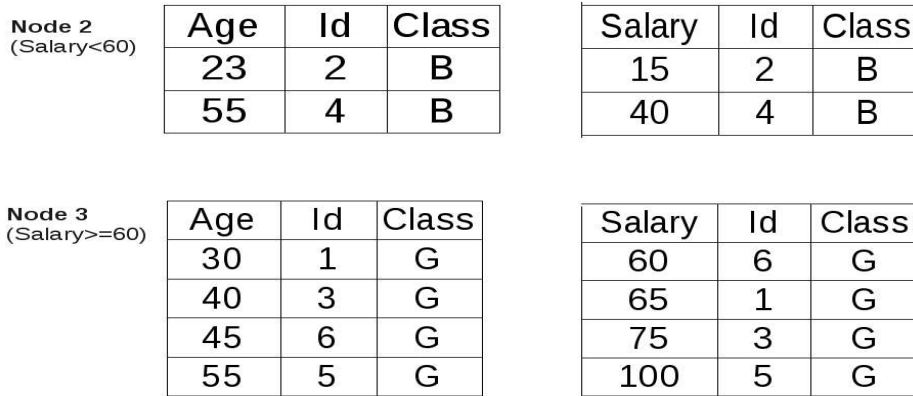 Node 2
(Salary<60)
Age Id Class
23 2 B
55 4 B
Salary Id Class
15 2 B
40 4 B
Node 3
(Salary>=60)
Age Id Class
30 1 G
40 3 G
45 6 G
55 5 G
Salary Id Class
60 6 G
65 1 G
75 3 G
100 5 G